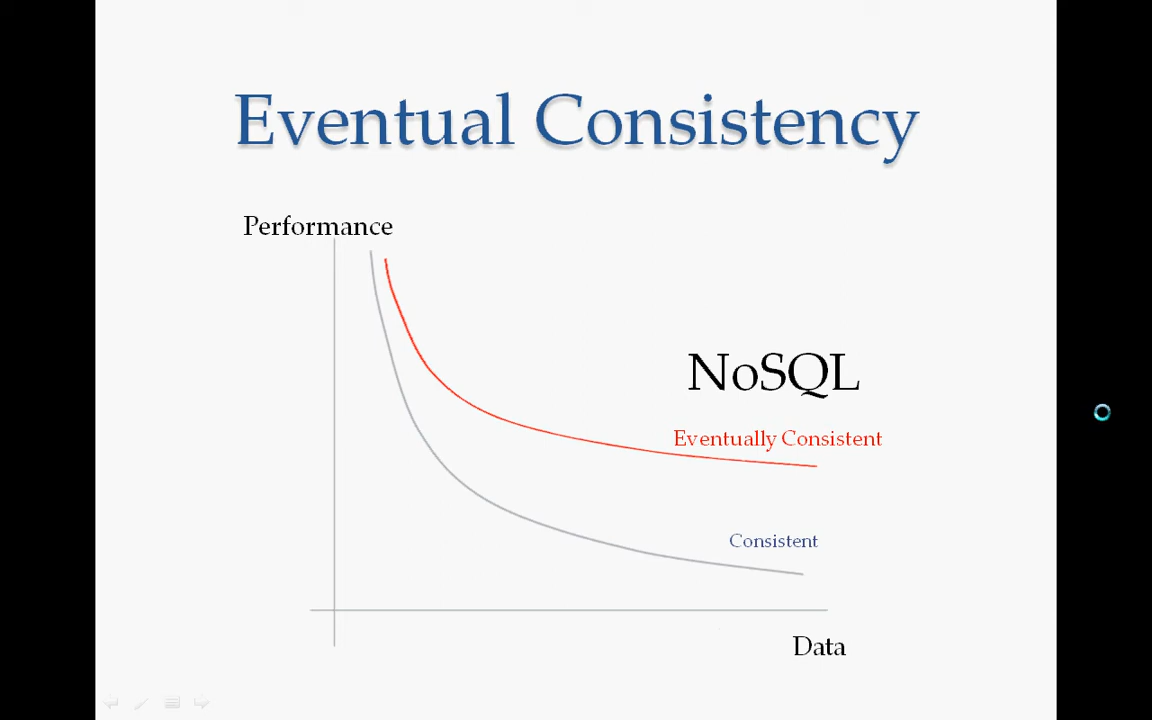 Eventual Consistency
Performance
NoSQL
Eventually Consistent
Consistent
Data